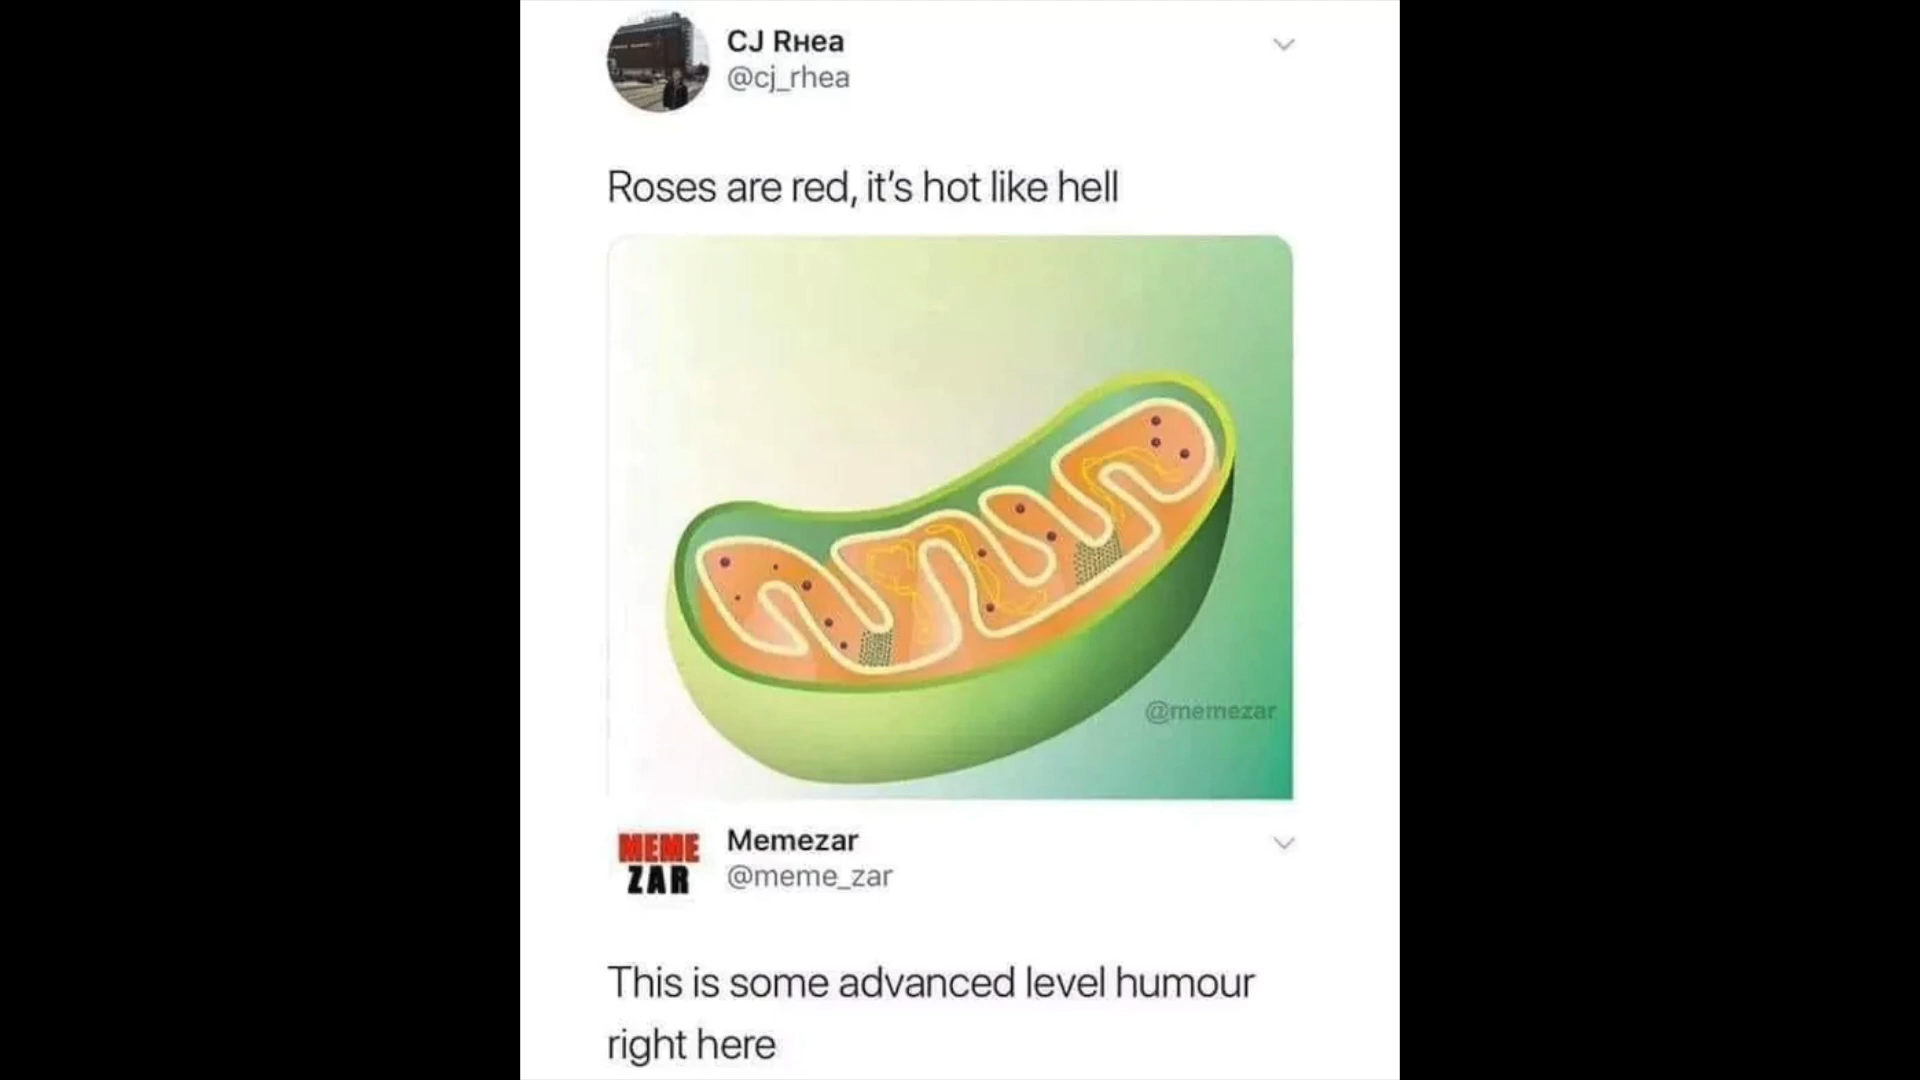 CJ Rнea
@cj_rhea
Roses are red, it's hot like hell
@memezar
MEME
ZAR
Memezar
@meme_zar
This is some advanced level humour
right here